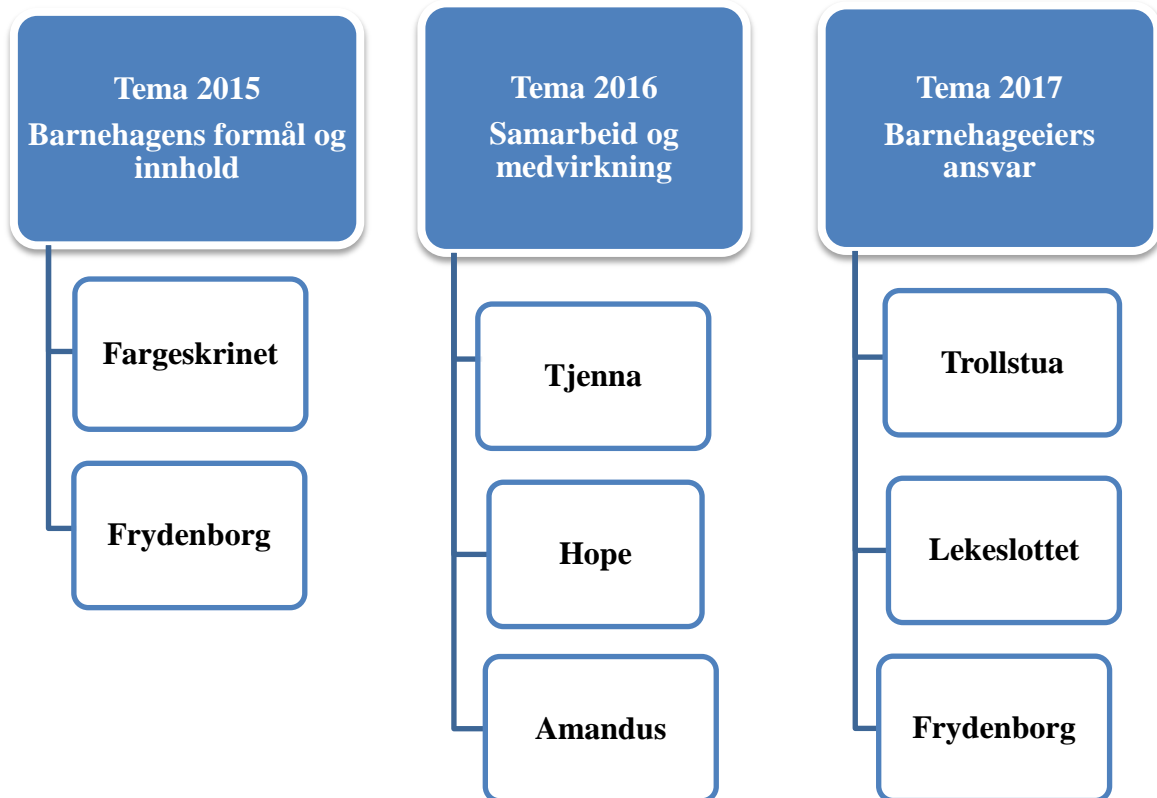 Tema 2015
Barnehagens formål og
innhold
Fargeskrinet
Frydenborg
Tema 2016
Samarbeid og
medvirkning
Tjenna
Hope
Amandus
Tema 2017
Barnehageeiers
ansvar
Trollstua
Lekeslottet
Frydenborg